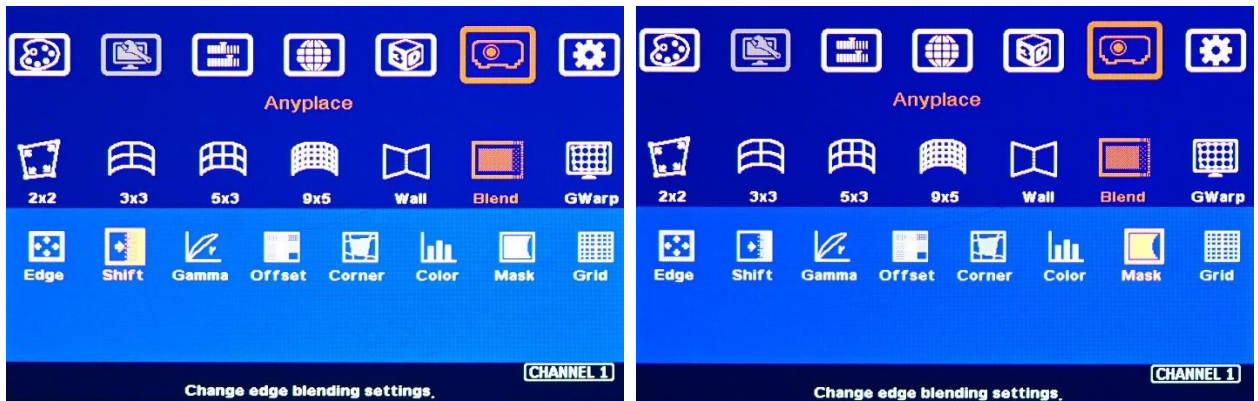 Anyplace
2x2 3x3 5x3 9x5 Wall Blend GWarp
Edge Shift Gamma Offset Corner Color Mask Grid
CHANNEL 1
Change edge blending settings.
Anyplace
2x2 3x3 5x3 9x5 Wall Blend GWarp
Edge Shift Gamma Offset Corner Color Mask Grid
CHANNEL 1
Change edge blending settings.